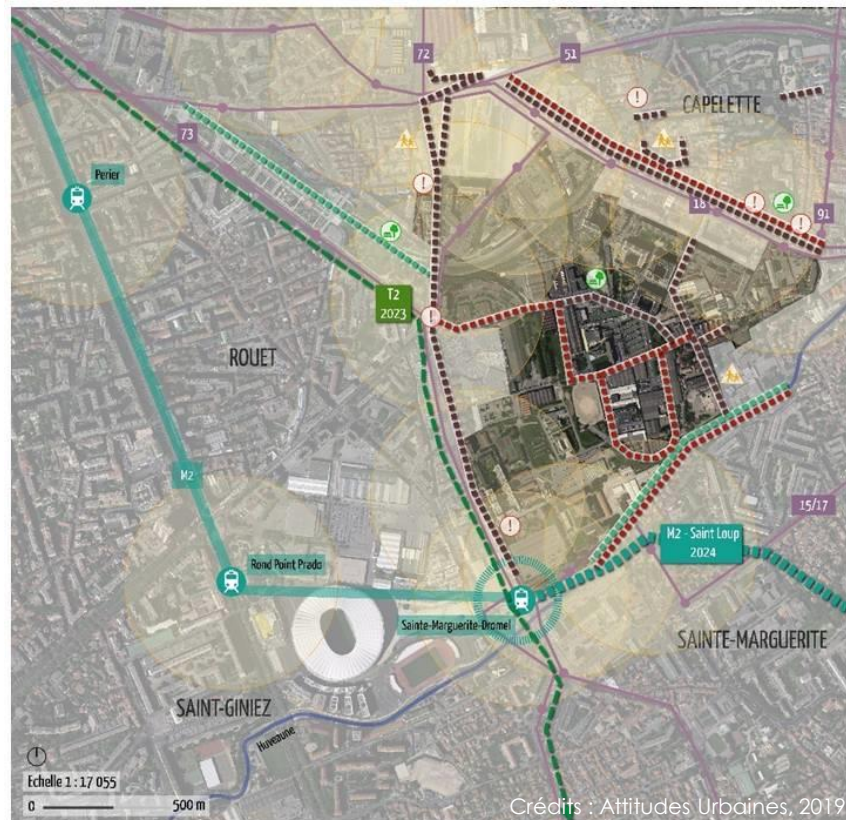 72
51
CAPELETTE
73
Perier
18
91
T2
2023
ROUET
M2
15/17
M2 - Saint Loup
2024
Rond Point Prado
Sainte-Marguerite-Dromel
SAINTE-MARGUERITE
SAINT-GINIEZ
Huveaune
Echelle 1 : 17 055
0 500 m
Crédits : Attitudes Urbaines, 2019